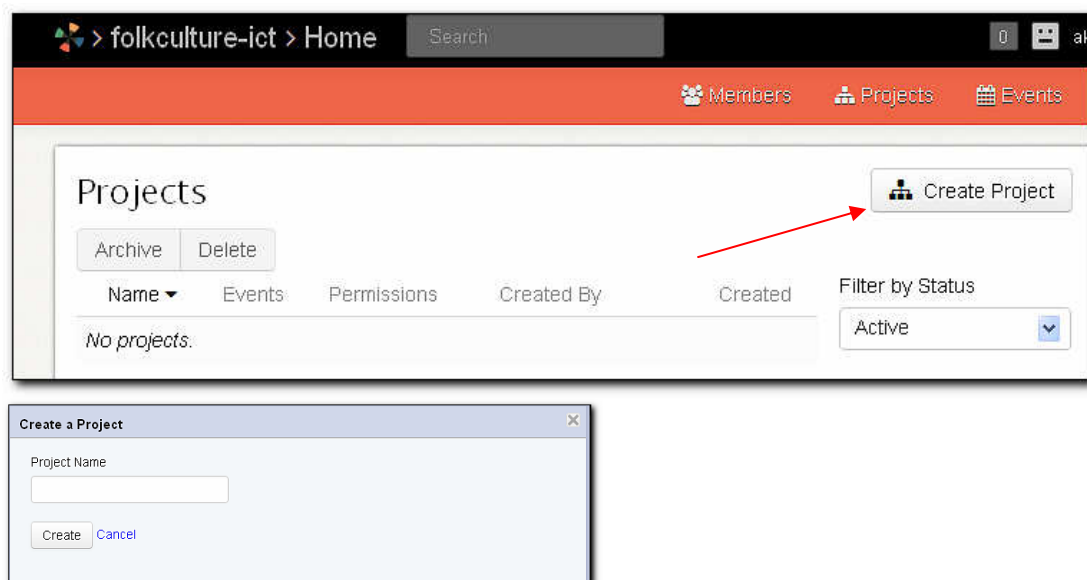 > folkculture-ict > Home Search 0
Members Projects Events
Projects
Create Project
Archive Delete
Name Events Permissions Created By Created
Filter by Status
Active
No projects.
Create a Project
Project Name
Create Cancel